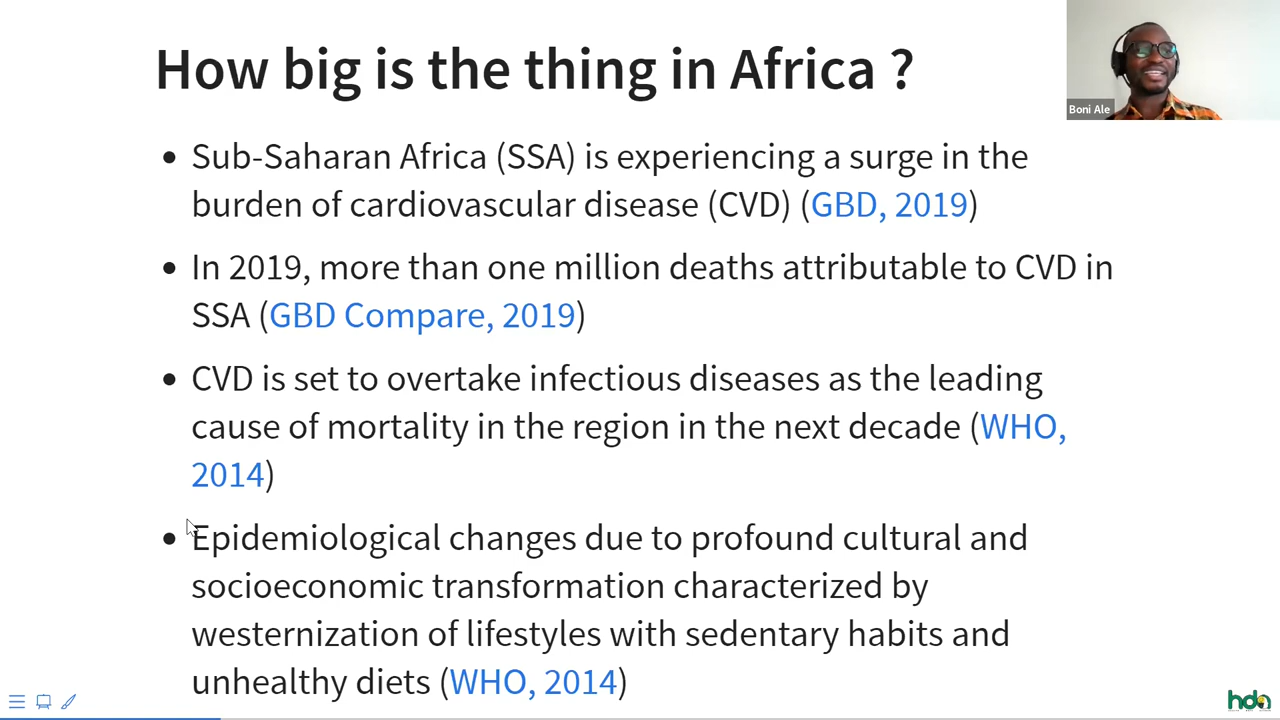 How big is the thing in Africa ?
Boni Ale
• Sub-Saharan Africa (SSA) is experiencing a surge in the
burden of cardiovascular disease (CVD) (GBD, 2019)
• In 2019, more than one million deaths attributable to CVD in
SSA (GBD Compare, 2019)
• CVD is set to overtake infectious diseases as the leading
cause of mortality in the region in the next decade (WHO,
2014)
• Epidemiological changes due to profound cultural and
socioeconomic transformation characterized by
westernization of lifestyles with sedentary habits and
unhealthy diets (WHO, 2014)